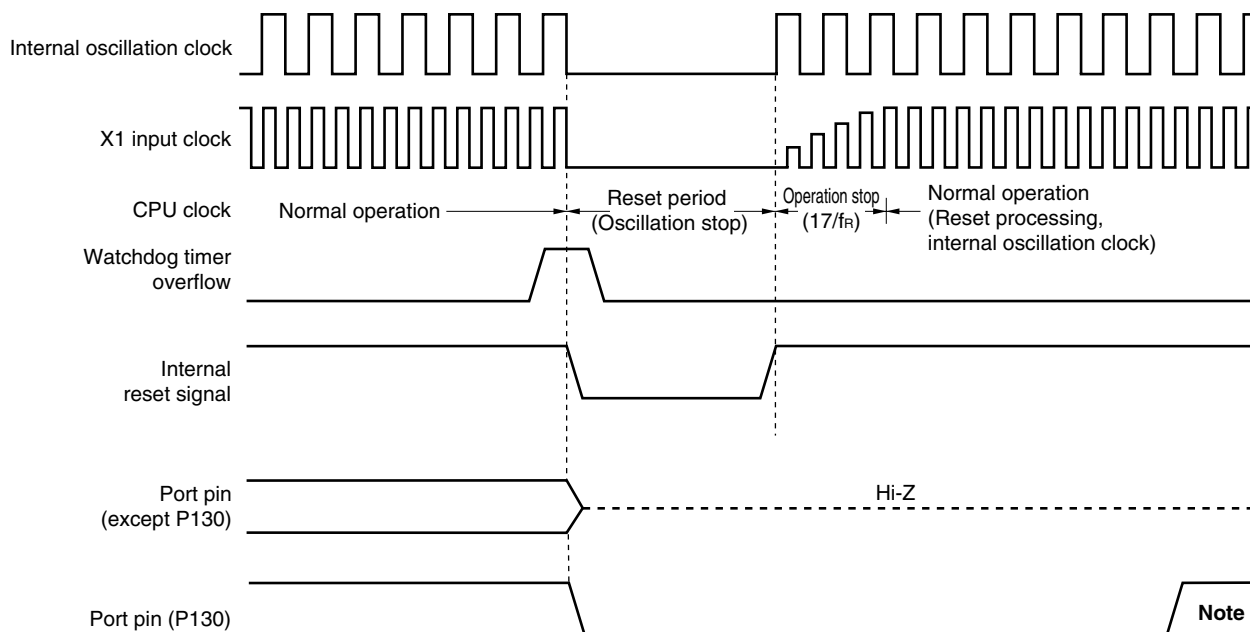 Internal oscillation clock
X1 input clock
CPU clock
Normal operation
Reset period
(Oscillation stop)
Operation stop
(17/fR)
Normal operation
(Reset processing,
internal oscillation clock)
Watchdog timer
overflow
Internal
reset signal
Port pin
(except P130)
Hi-Z
Port pin (P130)
Note